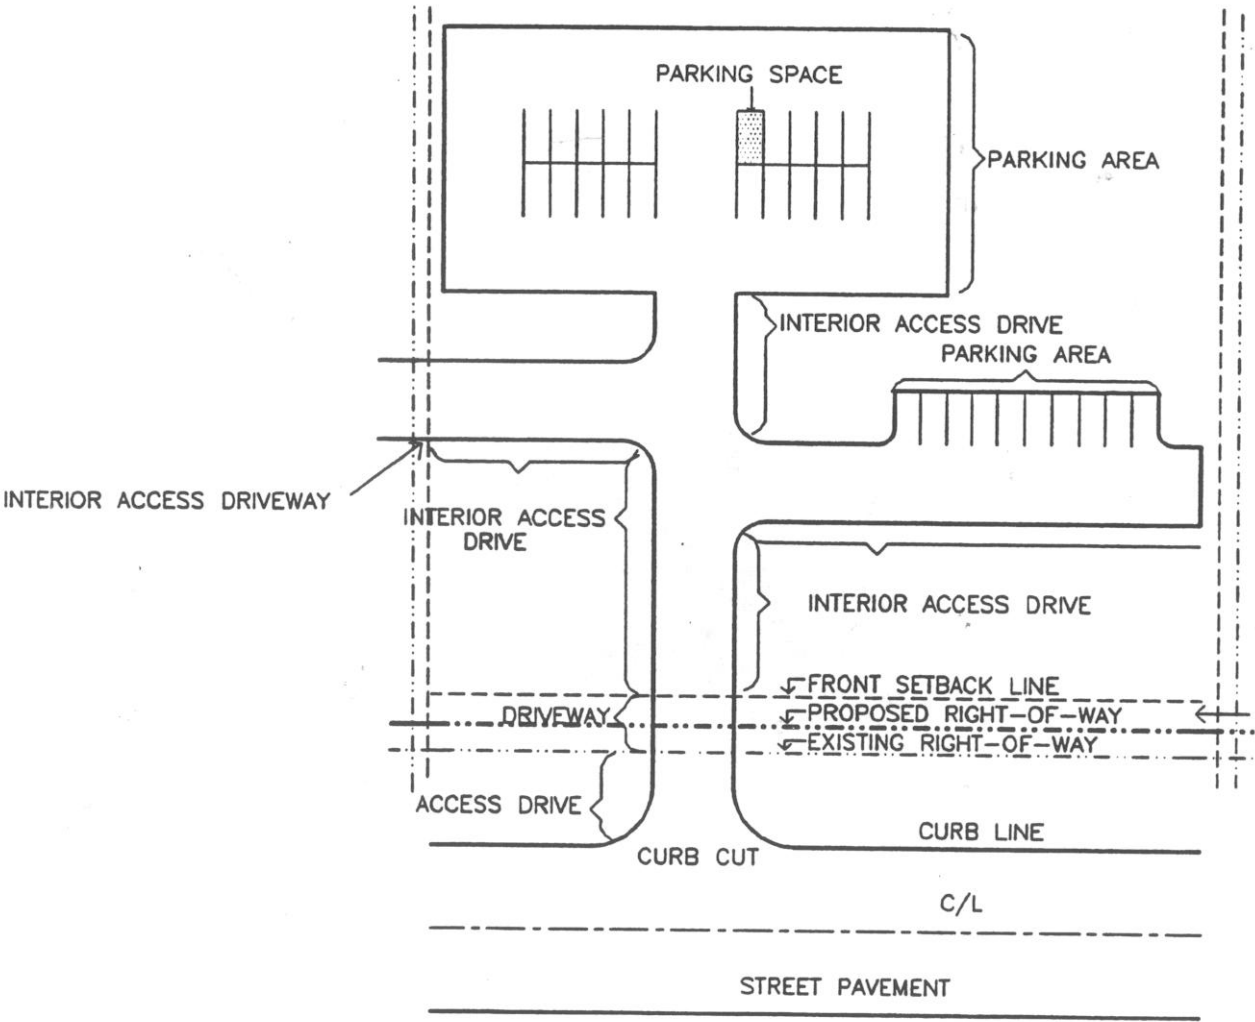 PARKING SPACE
PARKING AREA
INTERIOR ACCESS DRIVE
PARKING AREA
INTERIOR ACCESS DRIVEWAY
INTERIOR ACCESS
DRIVE
INTERIOR ACCESS DRIVE
FRONT SETBACK LINE
DRIVEWAY
PROPOSED RIGHT-OF-WAY
EXISTING RIGHT-OF-WAY
ACCESS DRIVE
CURB LINE
CURB CUT
C/L
STREET PAVEMENT